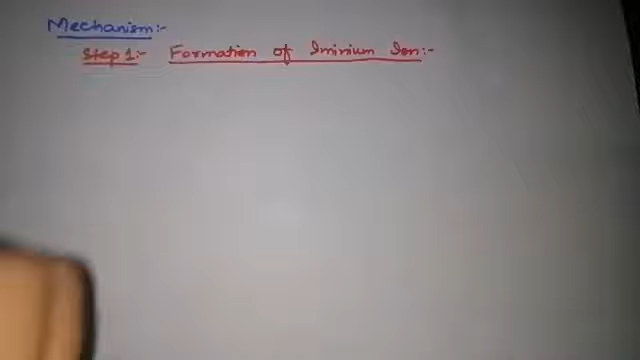 Mechanism:-
Step 1:- Formation of Iminium Ion:-